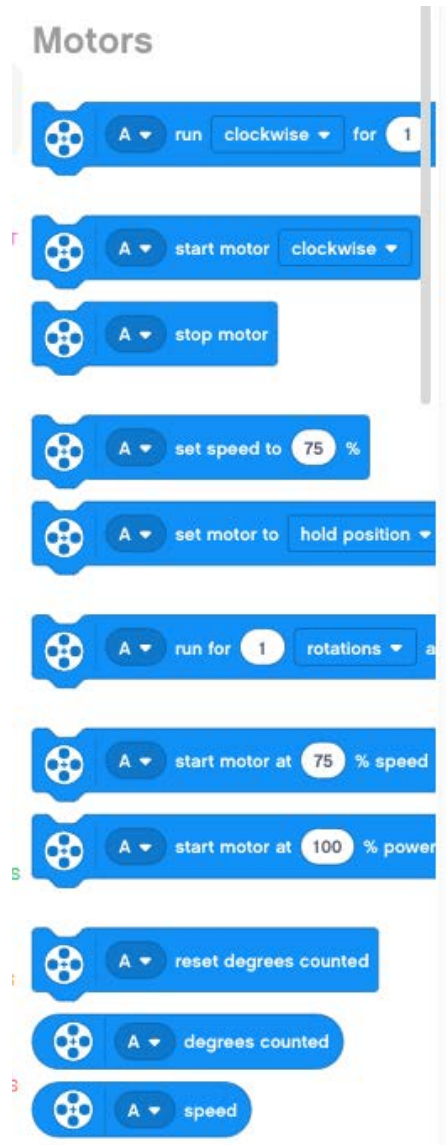 Motors
A run clockwise for 1
A start motor clockwise
A stop motor
A set speed to 75 %
A set motor to hold position
A run for 1 rotations a
A start motor at 75 % speed
A start motor at 100 % power
A reset degrees counted
A degrees counted
A speed